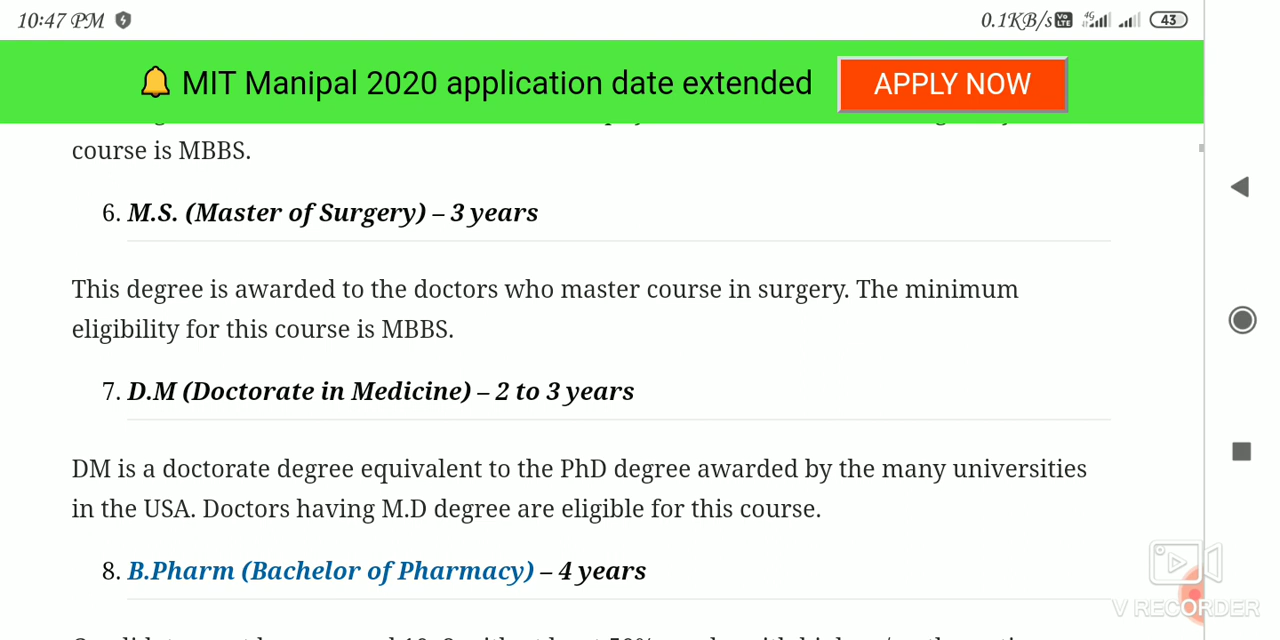 10:47 PM
0.1KB/s Vo LTE 4G 43
MIT Manipal 2020 application date extended APPLY NOW
course is MBBS.
6. M.S. (Master of Surgery) – 3 years
This degree is awarded to the doctors who master course in surgery. The minimum
eligibility for this course is MBBS.
7. D.M (Doctorate in Medicine) – 2 to 3 years
DM is a doctorate degree equivalent to the PhD degree awarded by the many universities
in the USA. Doctors having M.D degree are eligible for this course.
8. B.Pharm (Bachelor of Pharmacy) – 4 years
V RECORDER